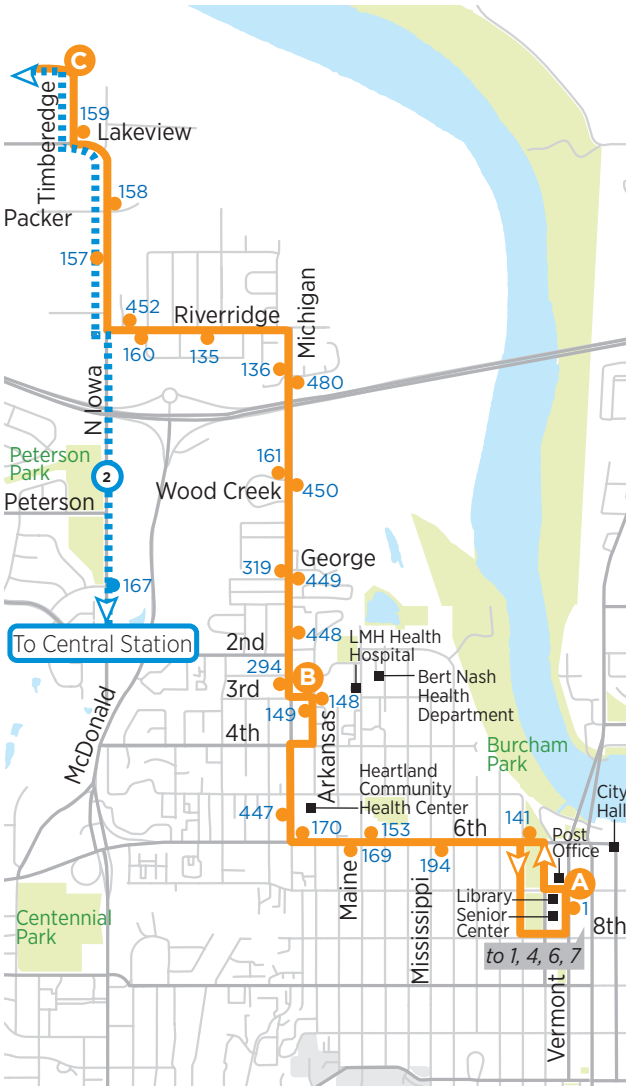 C
Timberedge
159
Lakeview
158
Packer
157
452
Riverridge
Michigan
160
135
136
480
N Iowa
161
Peterson
Park
2
Wood Creek
450
Peterson
George
319
449
167
To Central Station
448
LMH Health
Hospital
2nd
294
B
Bert Nash
Health
Department
3rd
148
149
4th
McDonald
Arkansas
Burcham
Park
Heartland
Community
Health Center
City
Hall
447
170
153
6th
141
Post
Office
169
194
Maine
Mississippi
A
Library
1
Senior
Center
8th
Centennial
Park
to 1, 4, 6, 7
Vermont